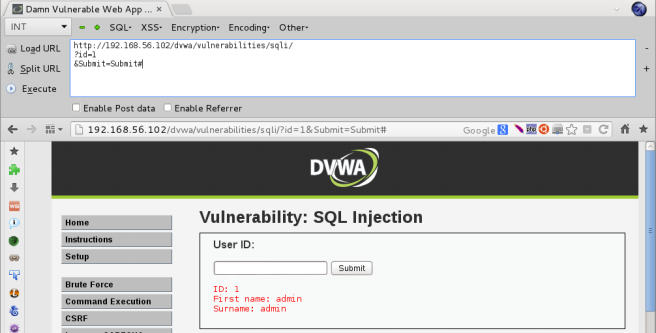 Damn Vulnerable Web App ... ×
INT SQL- XSS- Encryption- Encoding- Other-
Load URL
Split URL
Execute
http://192.168.56.102/dvwa/vulnerabilities/sqli/
?id=1
&Submit=Submit#
Enable Post data Enable Referrer
192.168.56.102/dvwa/vulnerabilities/sqli/?id=1&Submit=Submit# Google
DVWA
Home
Instructions
Setup
Brute Force
Command Execution
CSRF
Vulnerability: SQL Injection
User ID:
Submit
ID: 1
First name: admin
Surname: admin